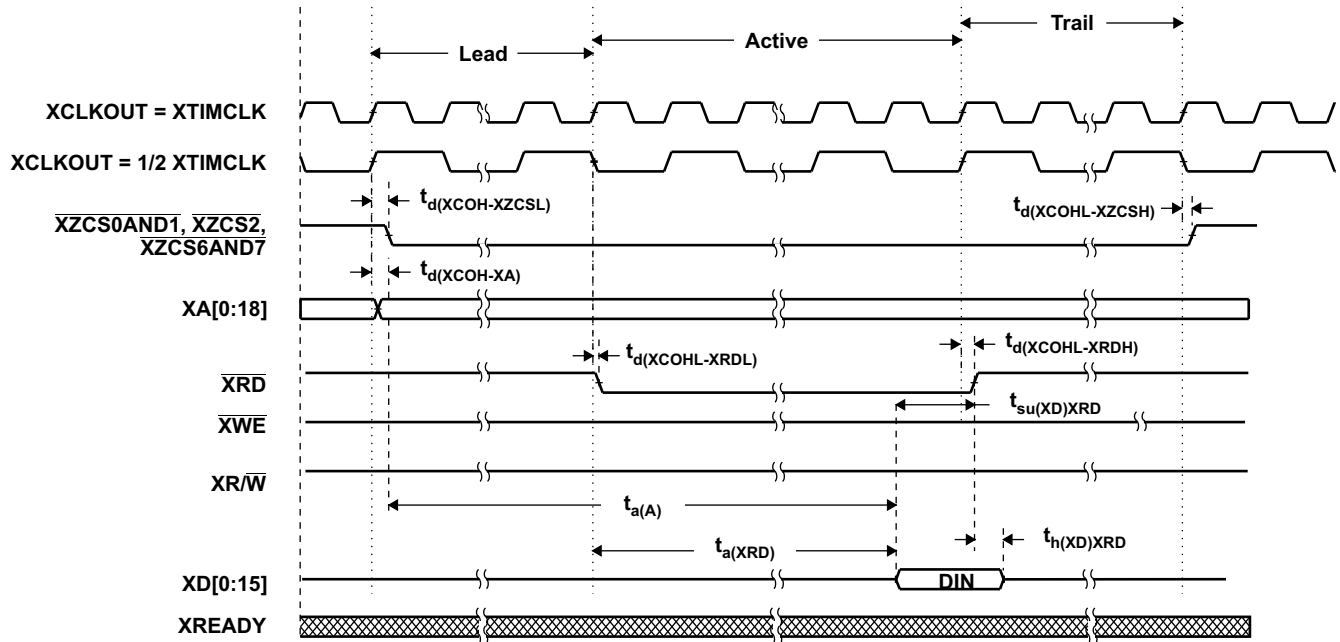 Trail
Active
Lead
XCLKOUT = XTIMCLK
XCLKOUT = 1/2 XTIMCLK
td(XCOH-XZCSL)
td(XCOHL-XZCSH)
XZCS0AND1, XZCS2,
XZCS6AND7
td(XCOH-XA)
XA[0:18]
td(XCOHL-XRDL)
td(XCOHL-XRDH)
XRD
tsu(XD)XRD
XWE
XR/W
ta(A)
ta(XRD)
th(XD)XRD
XD[0:15]
DIN
XREADY